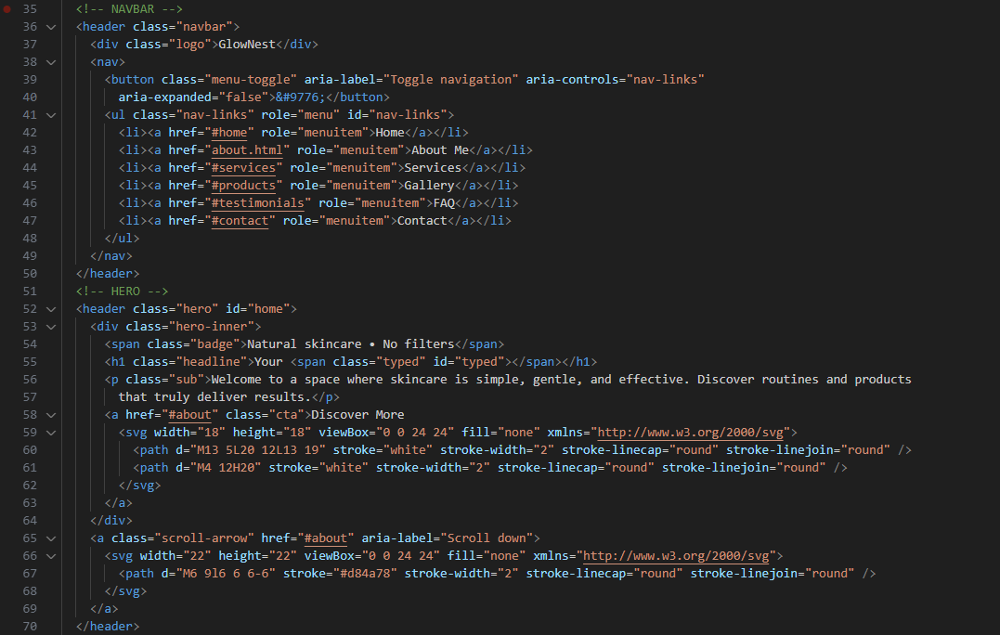 35 <!-- NAVBAR -->
36 <header class="navbar">
37 <div class="logo">GlowNest</div>
38 <nav>
39 <button class="menu-toggle" aria-label="Toggle navigation" aria-controls="nav-links"
40 aria-expanded="false">&#9776;</button>
41 <ul class="nav-links" role="menu" id="nav-links">
42 <li><a href="#home" role="menuitem">Home</a></li>
43 <li><a href="about.html" role="menuitem">About Me</a></li>
44 <li><a href="#services" role="menuitem">Services</a></li>
45 <li><a href="#products" role="menuitem">Gallery</a></li>
46 <li><a href="#testimonials" role="menuitem">FAQ</a></li>
47 <li><a href="#contact" role="menuitem">Contact</a></li>
48 </ul>
49 </nav>
50 </header>
51 <!-- HERO -->
52 <header class="hero" id="home">
53 <div class="hero-inner">
54 <span class="badge">Natural skincare • No filters</span>
55 <h1 class="headline">Your <span class="typed" id="typed"></span></h1>
56 <p class="sub">Welcome to a space where skincare is simple, gentle, and effective. Discover routines and products
57 that truly deliver results.</p>
58 <a href="#about" class="cta">Discover More
59 <svg width="18" height="18" viewBox="0 0 24 24" fill="none" xmlns="http://www.w3.org/2000/svg">
60 <path d="M13 5L20 12L13 19" stroke="white" stroke-width="2" stroke-linecap="round" stroke-linejoin="round" />
61 <path d="M4 12H20" stroke="white" stroke-width="2" stroke-linecap="round" stroke-linejoin="round" />
62 </svg>
63 </a>
64 </div>
65 <a class="scroll-arrow" href="#about" aria-label="Scroll down">
66 <svg width="22" height="22" viewBox="0 0 24 24" fill="none" xmlns="http://www.w3.org/2000/svg">
67 <path d="M6 9l6 6 6-6" stroke="#d84a78" stroke-width="2" stroke-linecap="round" stroke-linejoin="round" />
68 </svg>
69 </a>
70 </header>